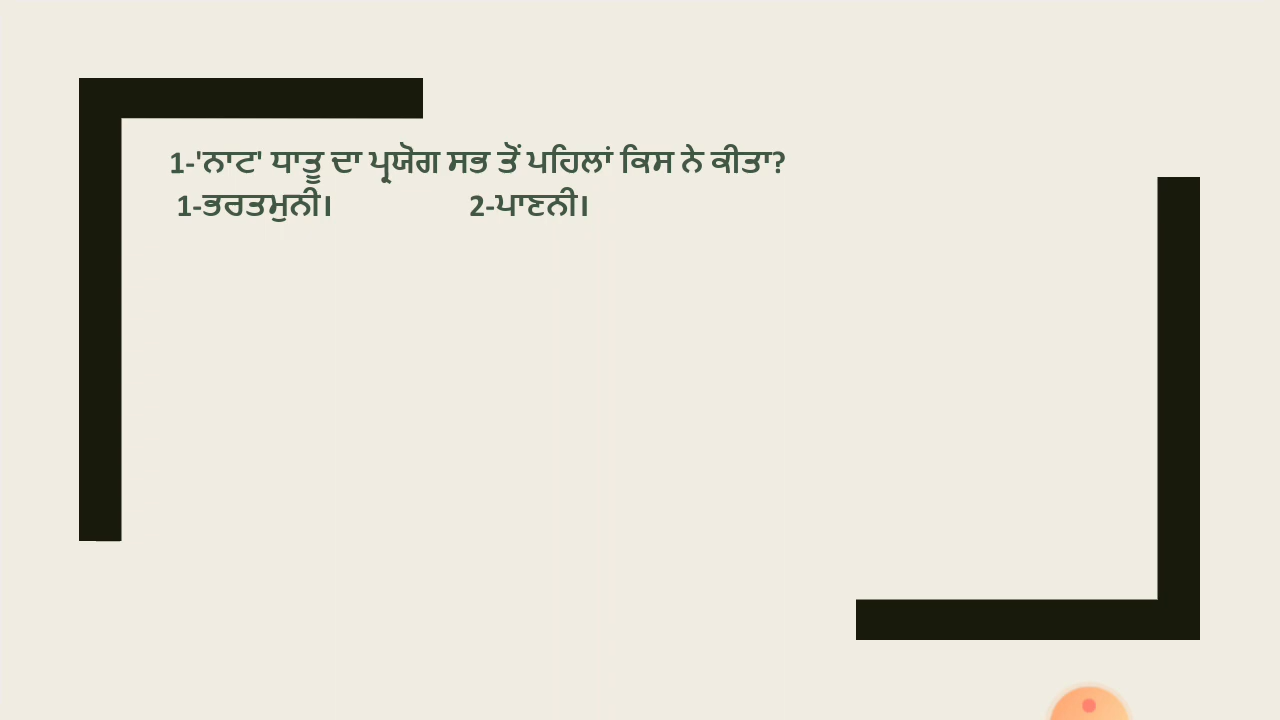 1-'ਨਾਟ' ਧਾਤੂ ਦਾ ਪ੍ਰਯੋਗ ਸਭ ਤੋਂ ਪਹਿਲਾਂ ਕਿਸ ਨੇ ਕੀਤਾ?
1-ਭਰਤਮੁਨੀ। 2-ਪਾਣਨੀ।